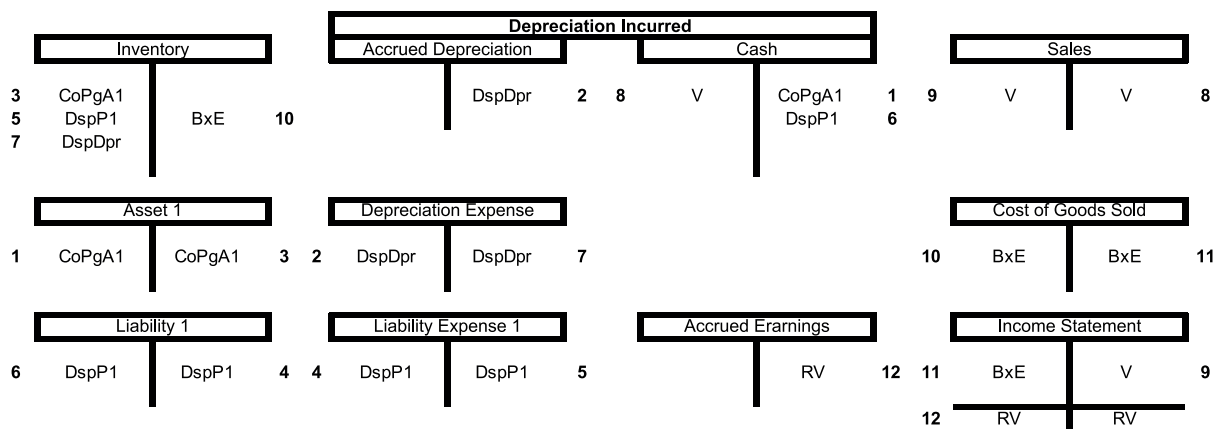 Depreciation Incurred
Inventory Accrued Depreciation Cash Sales
3 CoPgA1 DspDpr 2 8 V CoPgA1 1 9 V V 8
5 DspP1 BxE 10 DspP1 6
7 DspDpr
Asset 1 Depreciation Expense Cost of Goods Sold
1 CoPgA1 CoPgA1 3 2 DspDpr DspDpr 7 10 BxE BxE 11
Liability 1 Liability Expense 1 Accrued Erarnings Income Statement
6 DspP1 DspP1 4 4 DspP1 DspP1 5 RV 12 11 BxE V 9
12 RV RV